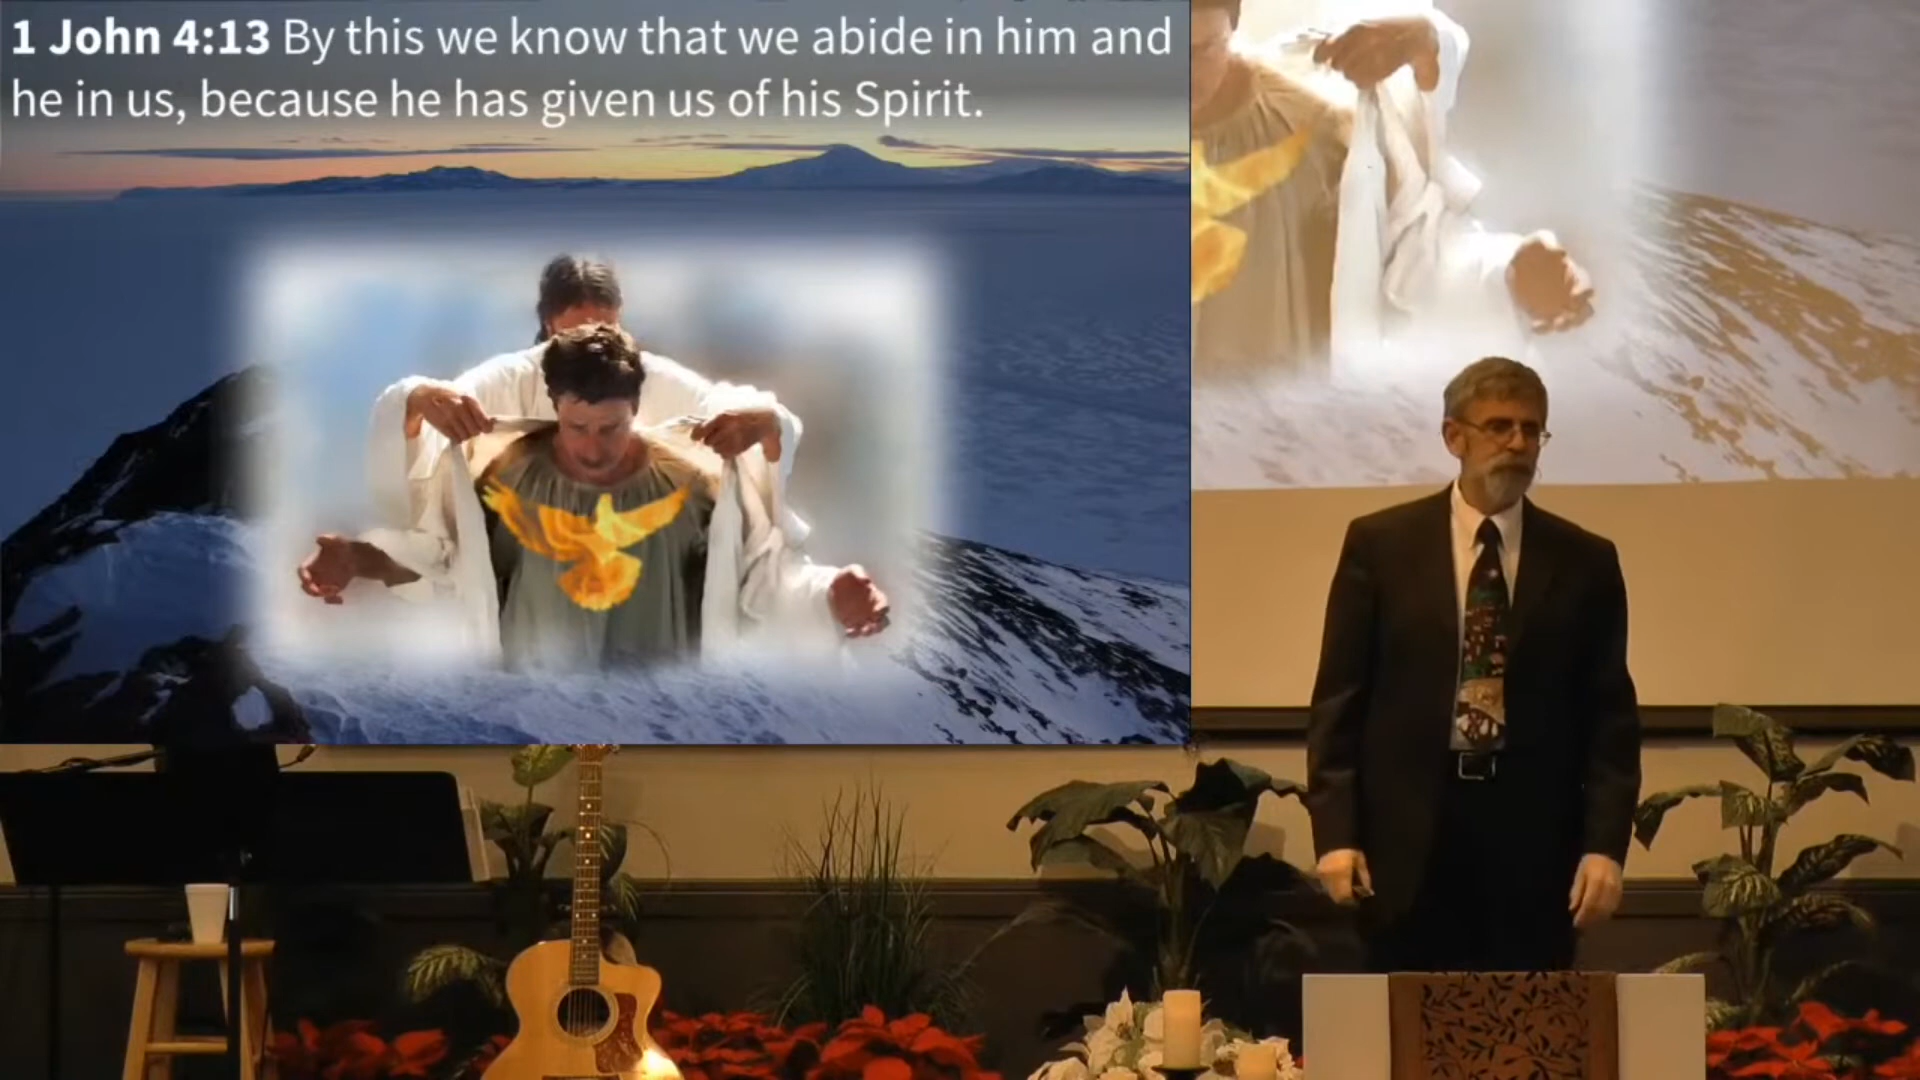 1 John 4:13 By this we know that we abide in him and
he in us, because he has given us of his Spirit.